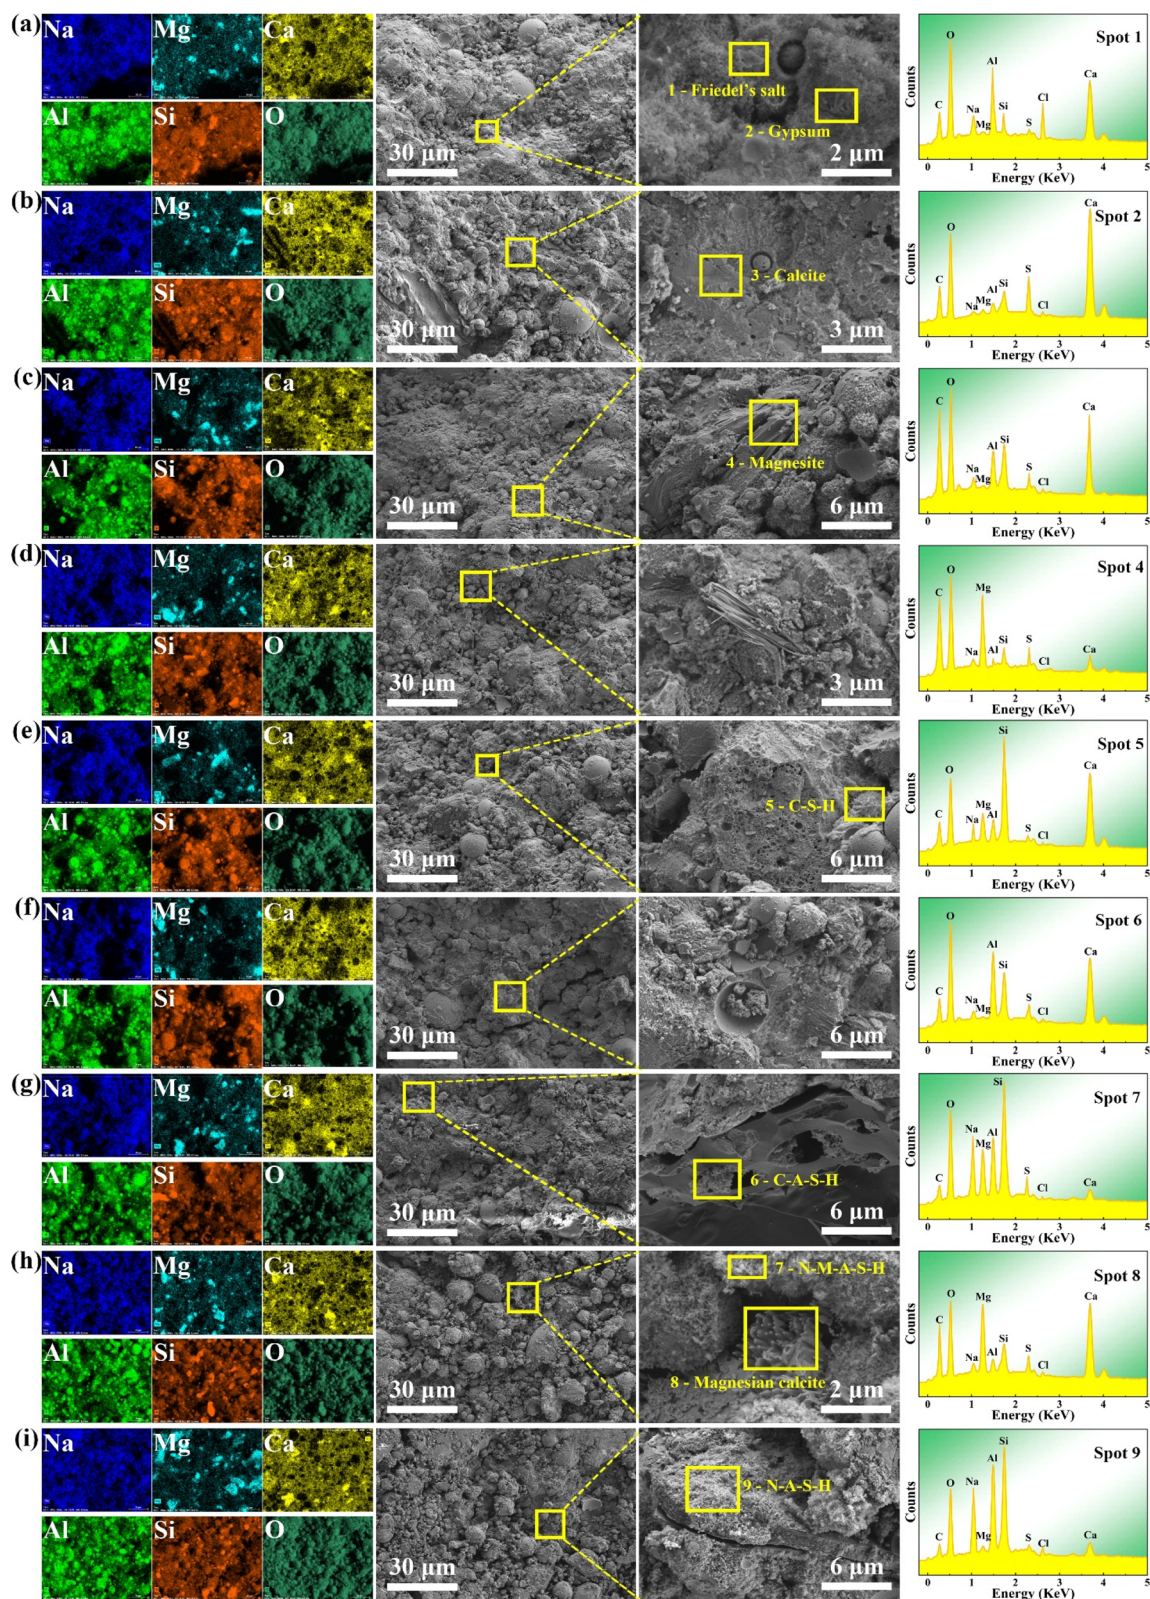 (a)
Na Mg Ca
Al Si O
30 µm
1 - Friedel's salt
2 - Gypsum
2 µm
Spot 1
Counts
C O Na Mg Al Si S Cl Ca
0 1 2 3 4 5
Energy (KeV)
(b)
Na Mg Ca
Al Si O
30 µm
3 - Calcite
3 µm
Spot 2
Counts
C O Na Mg Al Si S Cl Ca
0 1 2 3 4 5
Energy (KeV)
(c)
Na Mg Ca
Al Si O
30 µm
4 - Magnesite
6 µm
Counts
C O Na Mg Al Si S Cl Ca
0 1 2 3 4 5
Energy (KeV)
(d)
Na Mg Ca
Al Si O
30 µm
3 µm
Spot 4
Counts
C O Na Mg Al Si S Cl Ca
0 1 2 3 4 5
Energy (KeV)
(e)
Na Mg Ca
Al Si O
30 µm
5 - C-S-H
6 µm
Spot 5
Counts
C O Na Mg Al Si S Ca
0 1 2 3 4 5
Energy (KeV)
(f)
Na Mg Ca
Al Si O
30 µm
6 µm
Spot 6
Counts
C O Na Mg Al Si S Cl Ca
0 1 2 3 4 5
Energy (KeV)
(g)
Na Mg Ca
Al Si O
30 µm
6 - C-A-S-H
6 µm
Spot 7
Counts
C O Na Mg Al Si S Cl Ca
0 1 2 3 4 5
Energy (KeV)
(h)
Na Mg Ca
Al Si O
30 µm
7 - N-M-A-S-H
8 - Magnesian calcite
2 µm
Spot 8
Counts
C O Na Mg Al Si S Cl Ca
0 1 2 3 4 5
Energy (KeV)
(i)
Na Mg Ca
Al Si O
30 µm
9 - N-A-S-H
6 µm
Spot 9
Counts
C O Na Mg Al Si S Cl Ca
0 1 2 3 4 5
Energy (KeV)